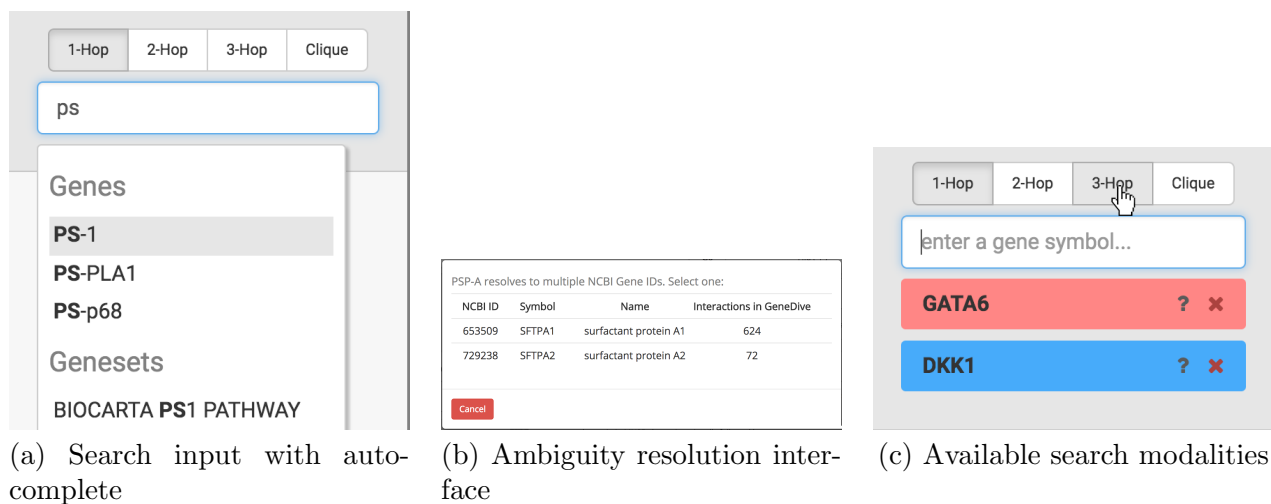 1-Hop 2-Hop 3-Hop Clique
ps
Genes
PS-1
PS-PLA1
PS-p68
Genesets
BIOCARTA PS1 PATHWAY
(a) Search input with auto-
complete
PSP-A resolves to multiple NCBI Gene IDs. Select one:
NCBI ID Symbol Name Interactions in GeneDive
653509 SFTPA1 surfactant protein A1 624
729238 SFTPA2 surfactant protein A2 72
Cancel
(b) Ambiguity resolution inter-
face
1-Hop 2-Hop 3-Hop Clique
enter a gene symbol...
GATA6 ? ✖
DKK1 ? ✖
(c) Available search modalities